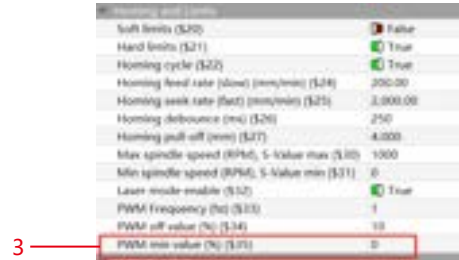 Homing and Limits
Soft limits ($20) False
Hard limits ($21) True
Homing cycle ($22) True
Homing feed rate (slow) (mm/min) ($24) 200.00
Homing seek rate (fast) (mm/min) ($25) 2,000.00
Homing debounce (ms) ($26) 250
Homing pull-off (mm) ($27) 4.000
Max spindle speed (RPM), S-Value max ($30) 1000
Min spindle speed (RPM), S-Value min ($31) 0
Laser mode enable ($32) True
PWM Frequency (hz) ($33) 1
PWM off value (%) ($34) 10
3 PWM min value (%) ($35) 0